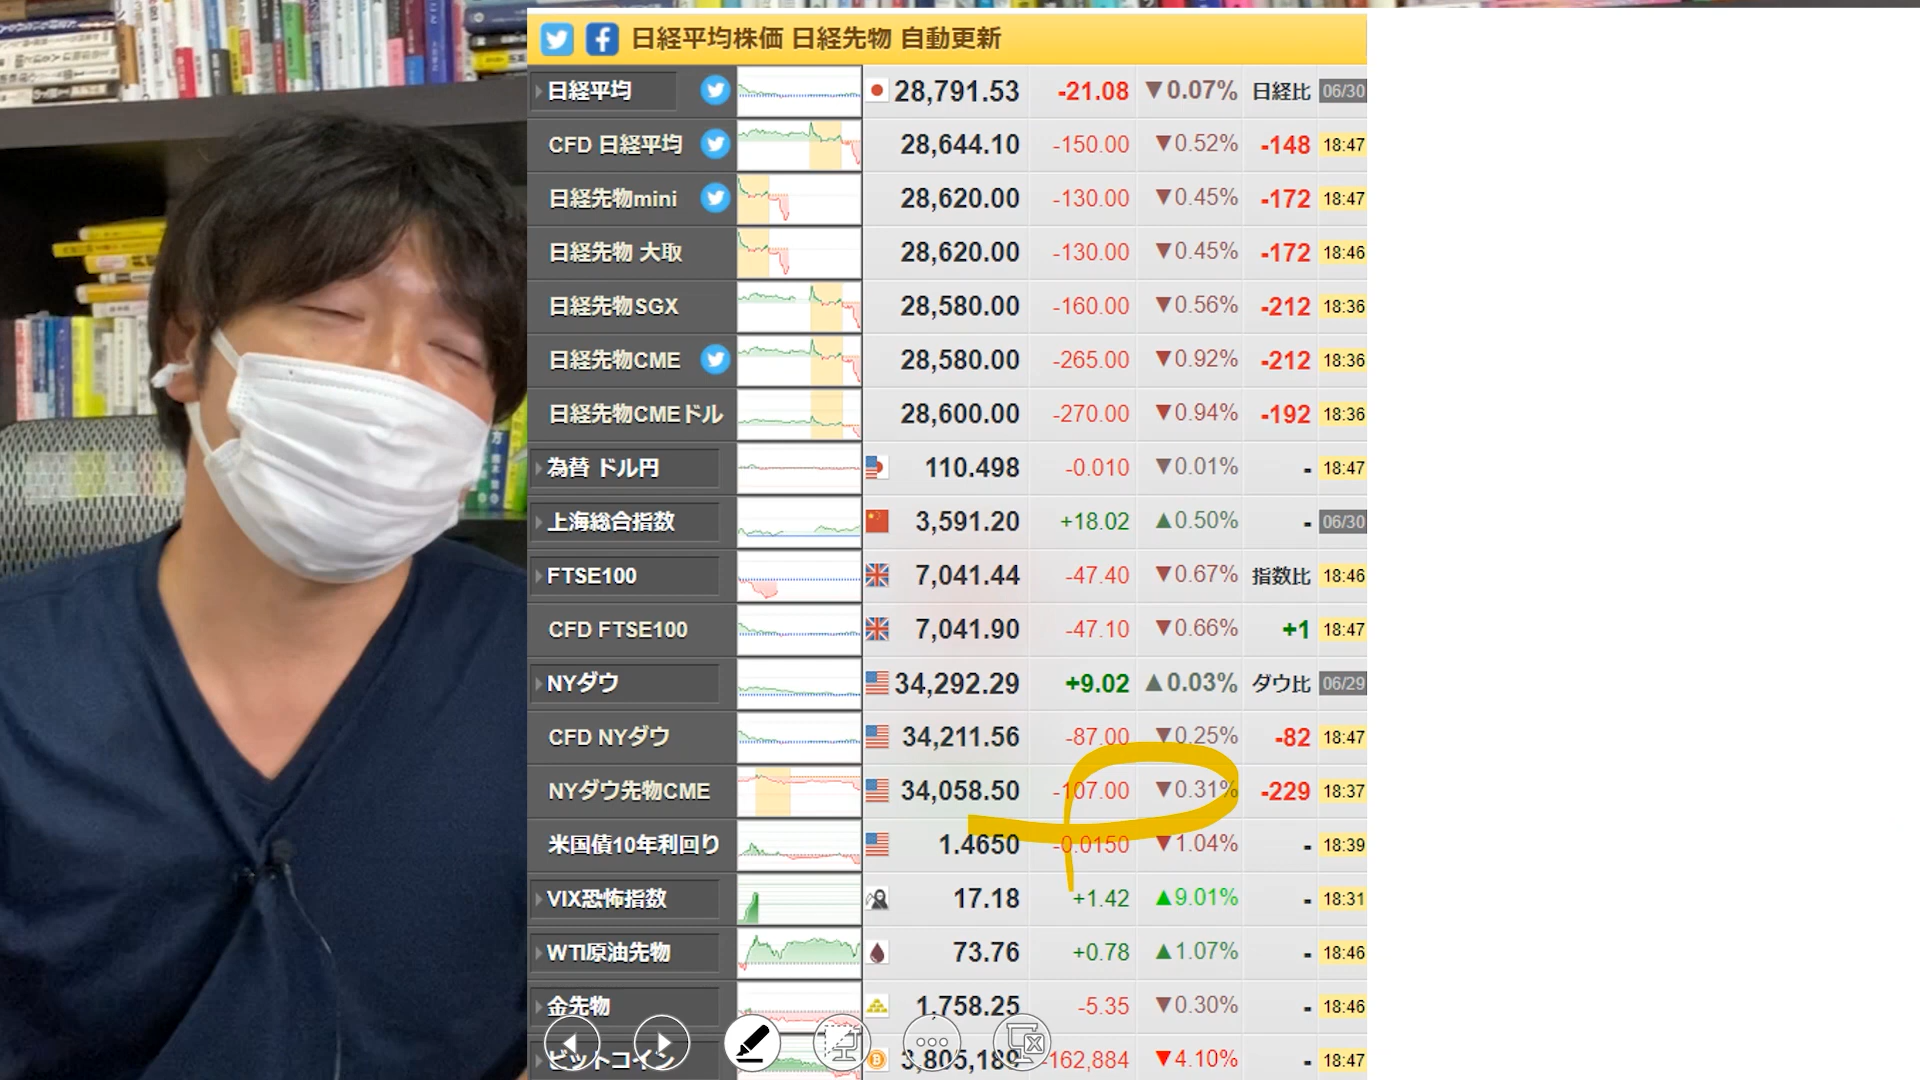 日経平均株価 日経先物 自動更新
日経平均 28,791.53 -21.08 ▼0.07% 日経比 06/30
CFD 日経平均 28,644.10 -150.00 ▼0.52% -148 18:47
日経先物mini 28,620.00 -130.00 ▼0.45% -172 18:47
日経先物 大取 28,620.00 -130.00 ▼0.45% -172 18:46
日経先物SGX 28,580.00 -160.00 ▼0.56% -212 18:36
日経先物CME 28,580.00 -265.00 ▼0.92% -212 18:36
日経先物CMEドル 28,600.00 -270.00 ▼0.94% -192 18:36
為替 ドル円 110.498 -0.010 ▼0.01% - 18:47
上海総合指数 3,591.20 +18.02 ▲0.50% - 06/30
FTSE100 7,041.44 -47.40 ▼0.67% 指数比 18:46
CFD FTSE100 7,041.90 -47.10 ▼0.66% +1 18:47
NYダウ 34,292.29 +9.02 ▲0.03% ダウ比 06/29
CFD NYダウ 34,211.56 -87.00 ▼0.25% -82 18:47
NYダウ先物CME 34,058.50 -107.00 ▼0.31% -229 18:37
米国債10年利回り 1.4650 -0.0150 ▼1.04% - 18:39
VIX恐怖指数 17.18 +1.42 ▲9.01% - 18:31
WTI原油先物 73.76 +0.78 ▲1.07% - 18:46
金先物 1,758.25 -5.35 ▼0.30% - 18:46
ビットコイン 3,805,189 -162,884 ▼4.10% - 18:47